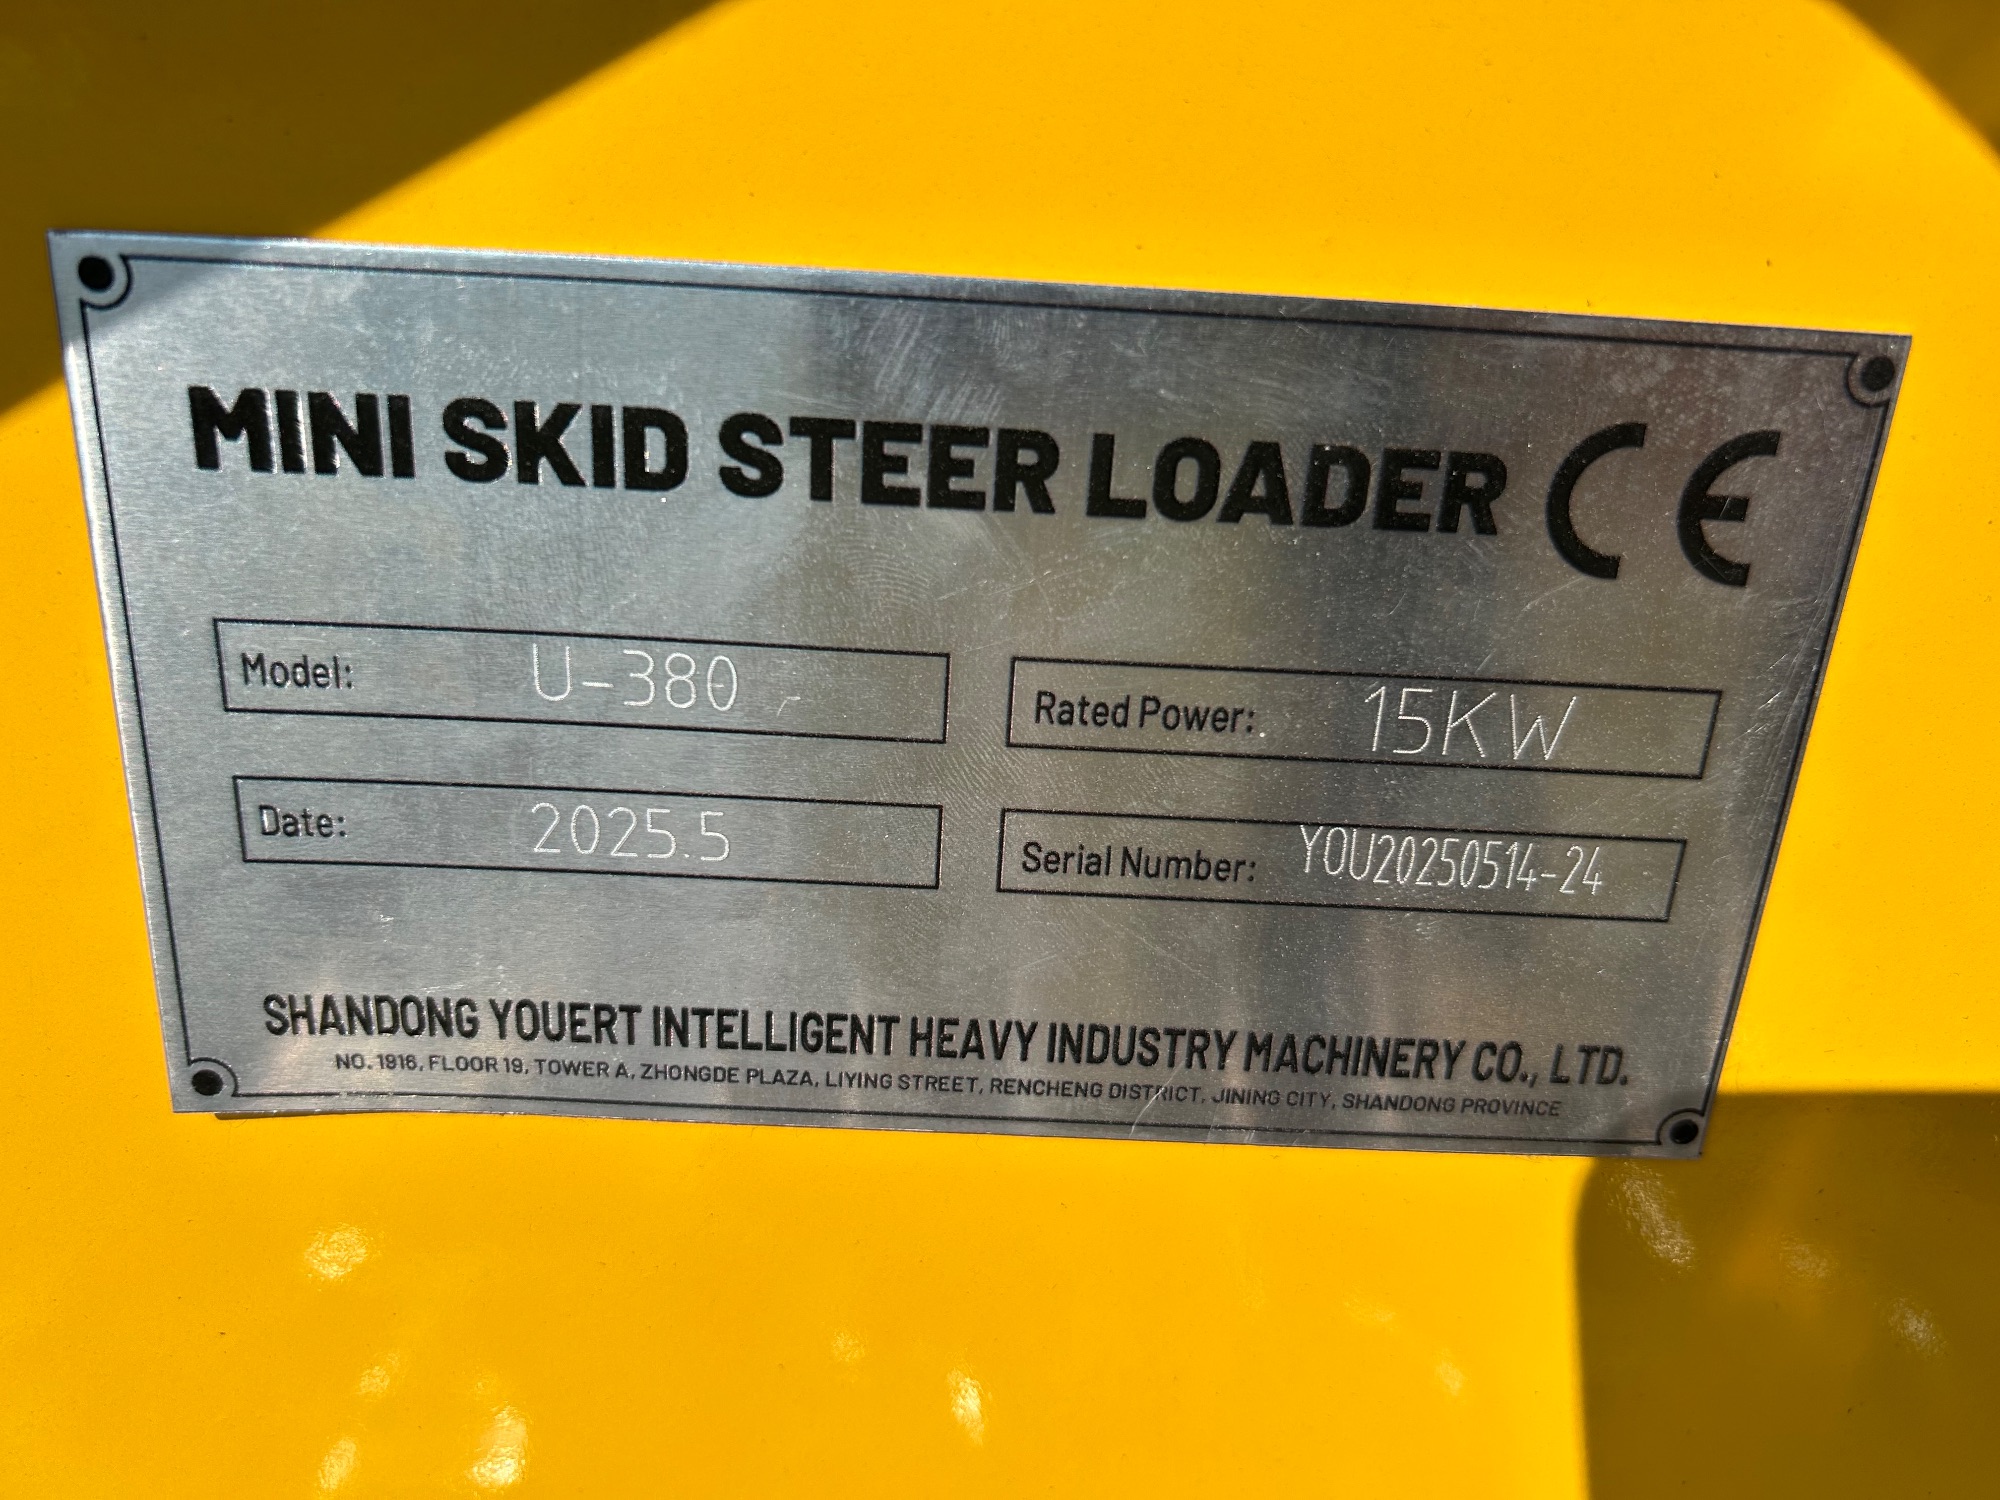 MINI SKID STEER LOADER CE
Model: U-380
Rated Power: 15KW
Date: 2025.5
Serial Number: YOU20250514-24
SHANDONG YOUERT INTELLIGENT HEAVY INDUSTRY MACHINERY CO., LTD.
NO. 1916, FLOOR 19, TOWER A, ZHONGDE PLAZA, LIYING STREET, RENCHENG DISTRICT, JINING CITY, SHANDONG PROVINCE